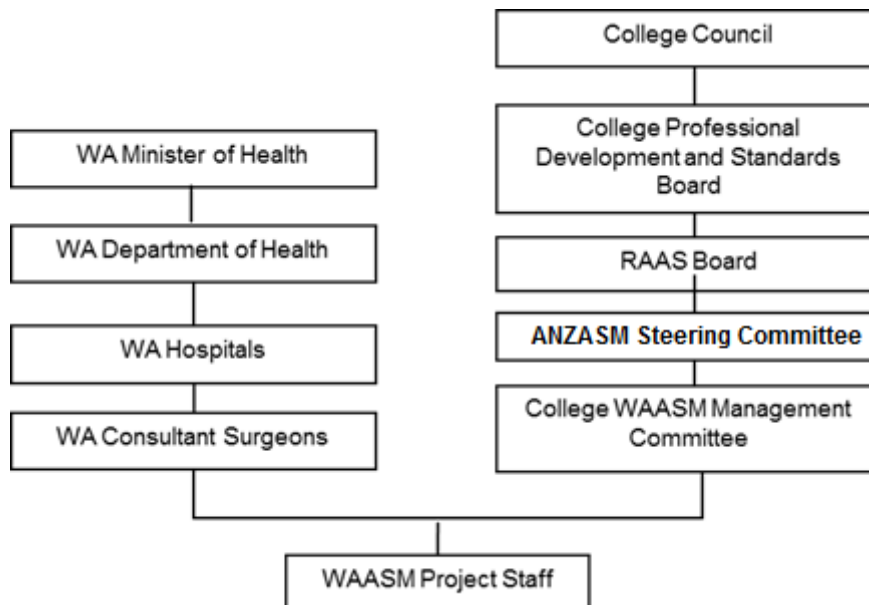 College Council
College Professional
Development and Standards
Board
WA Minister of Health
WA Department of Health
RAAS Board
ANZASM Steering Committee
WA Hospitals
College WAASM Management
Committee
WA Consultant Surgeons
WAASM Project Staff